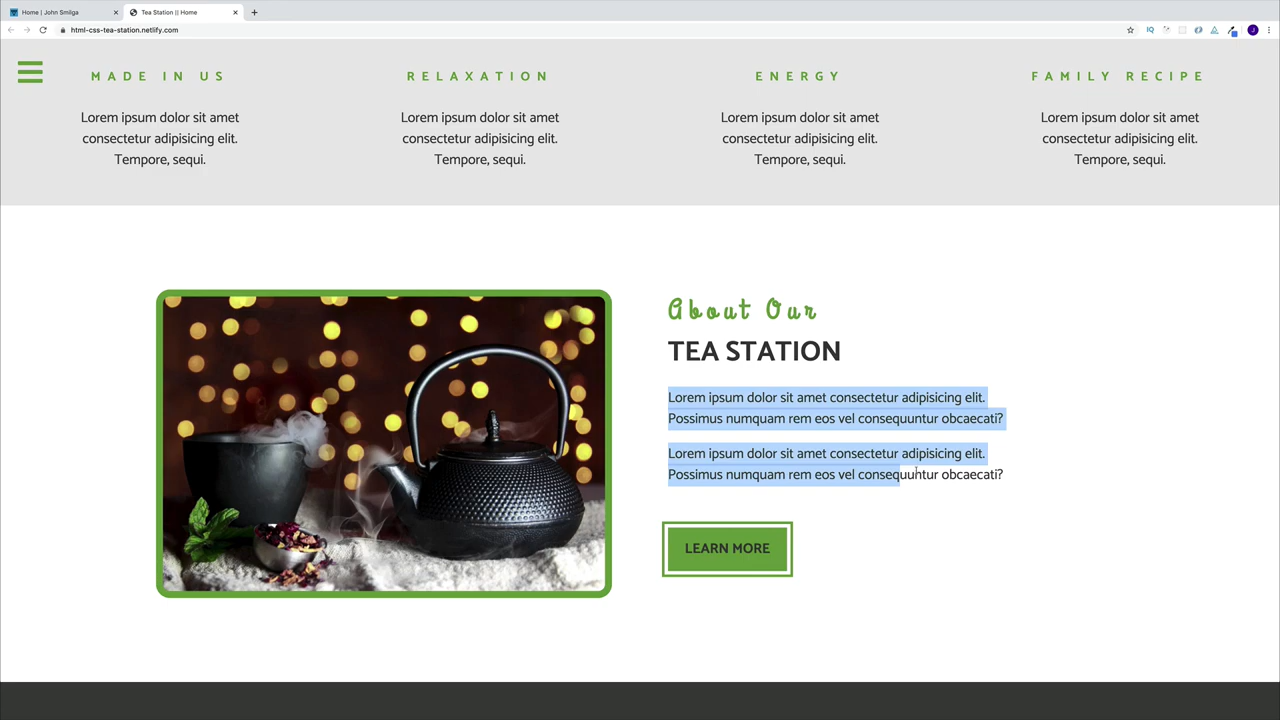 Home | John Smilga
Tea Station || Home
html-css-tea-station.netlify.com
IQ
J
MADE IN US
Lorem ipsum dolor sit amet
consectetur adipisicing elit.
Tempore, sequi.
RELAXATION
Lorem ipsum dolor sit amet
consectetur adipisicing elit.
Tempore, sequi.
ENERGY
Lorem ipsum dolor sit amet
consectetur adipisicing elit.
Tempore, sequi.
FAMILY RECIPE
Lorem ipsum dolor sit amet
consectetur adipisicing elit.
Tempore, sequi.
About Our
TEA STATION
Lorem ipsum dolor sit amet consectetur adipisicing elit.
Possimus numquam rem eos vel consequuntur obcaecati?
Lorem ipsum dolor sit amet consectetur adipisicing elit.
Possimus numquam rem eos vel consequuntur obcaecati?
LEARN MORE